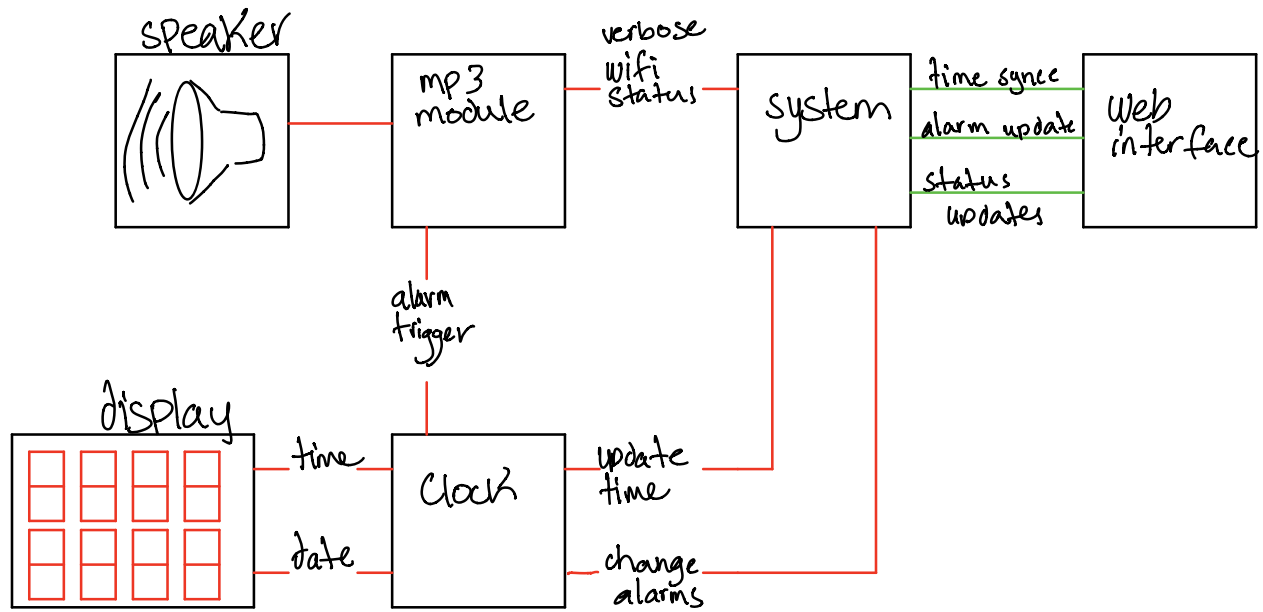 speaker
mp3
module
verbose
wifi
status
system
time synce
alarm update
status
updates
web
interface
alarm
trigger
display
time
date
Clock
update
time
change
alarms